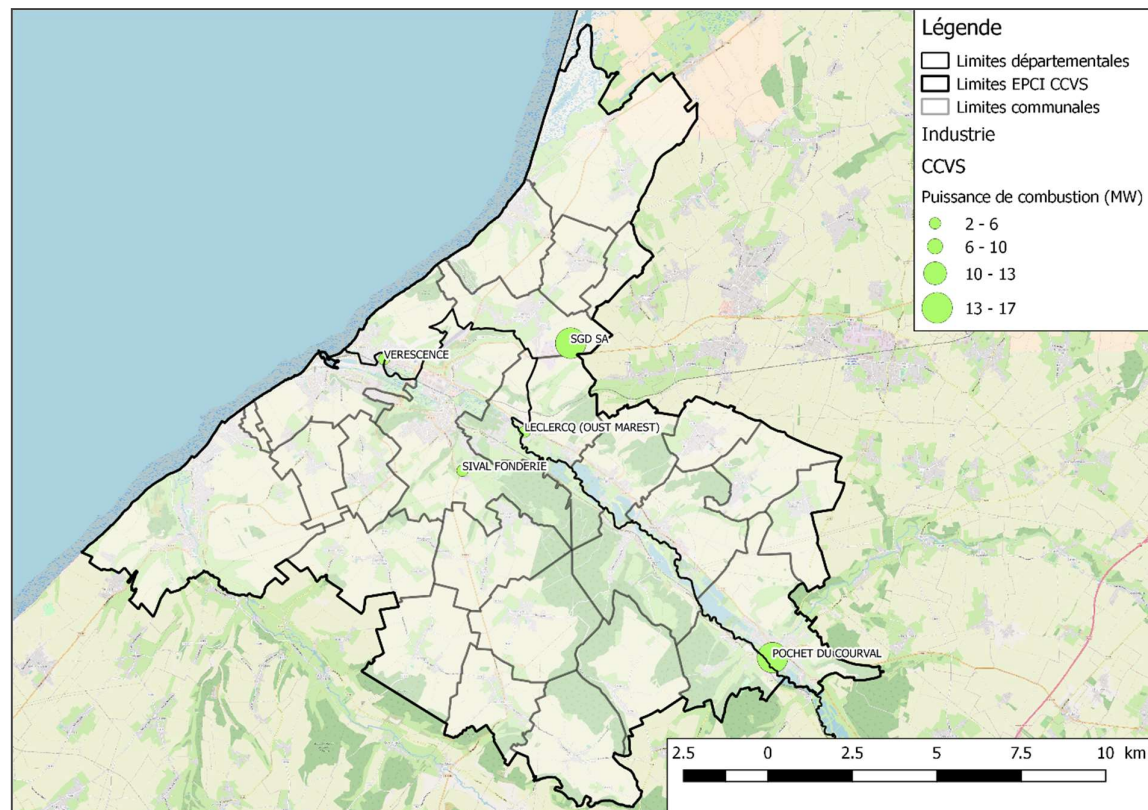 Légende
Limites départementales
Limites EPCI CCVS
Limites communales
Industrie
CCVS
Puissance de combustion (MW)
2 - 6
6 - 10
10 - 13
13 - 17
SGD SA
VERESCENCE
LECLERCQ (OUST MAREST)
SIVAL FONDERIE
POCHET DU COURVAL
2.5 0 2.5 5 7.5 10 km